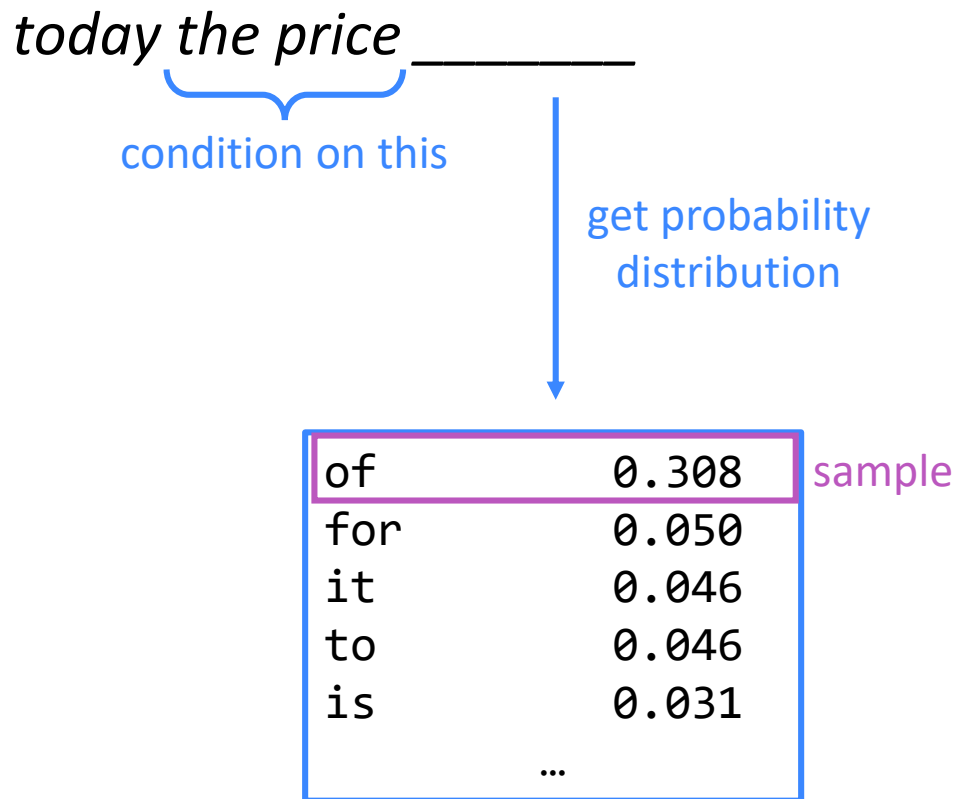 today the price _______
condition on this
get probability
distribution
of 0.308 sample
for 0.050
it 0.046
to 0.046
is 0.031
…